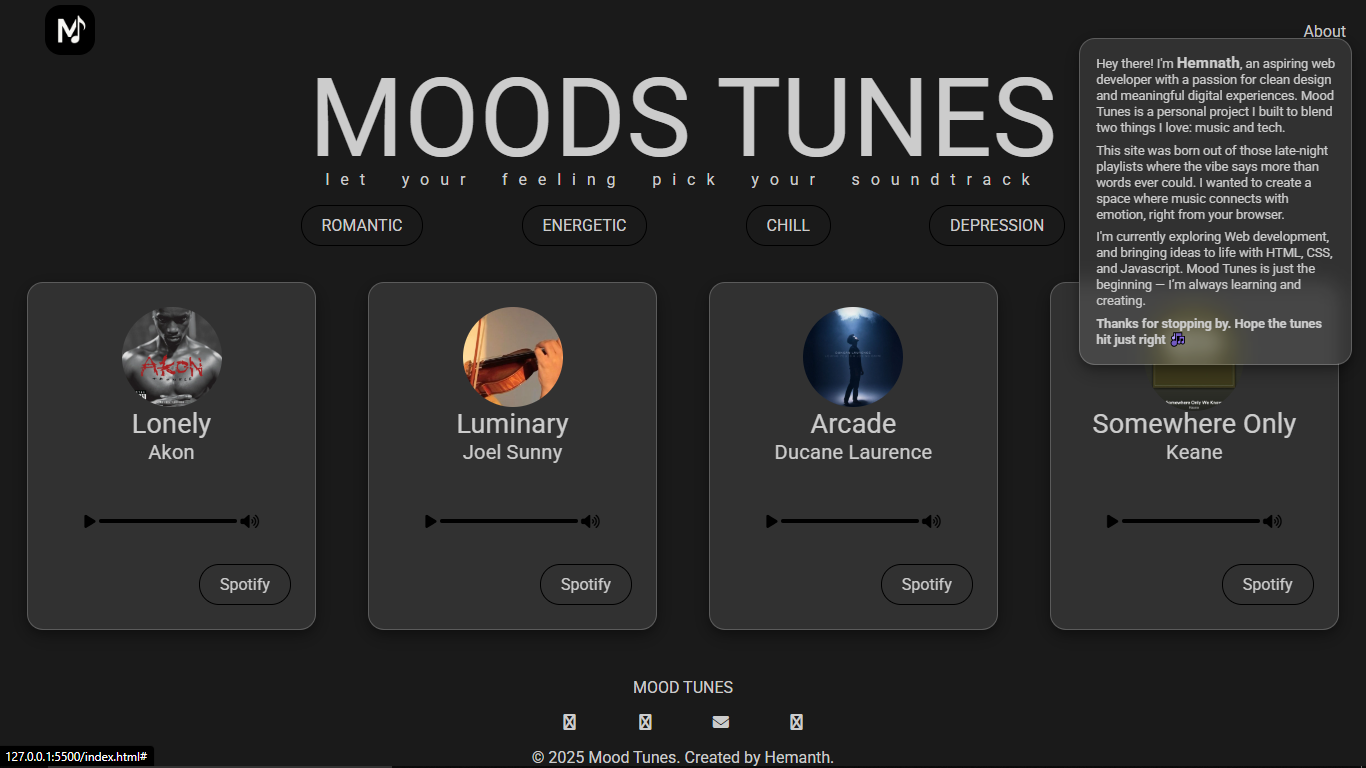 M
About
MOODS TUNES
let your feeling pick your soundtrack
ROMANTIC
ENERGETIC
CHILL
DEPRESSION
Hey there! I'm Hemnath, an aspiring web
developer with a passion for clean design
and meaningful digital experiences. Mood
Tunes is a personal project I built to blend
two things I love: music and tech.
This site was born out of those late-night
playlists where the vibe says more than
words ever could. I wanted to create a
space where music connects with
emotion, right from your browser.
I'm currently exploring Web development,
and bringing ideas to life with HTML, CSS,
and Javascript. Mood Tunes is just the
beginning — I'm always learning and
creating.
Thanks for stopping by. Hope the tunes
hit just right 🎶
AKON
Lonely
Akon
Spotify
Luminary
Joel Sunny
Spotify
Arcade
Ducane Laurence
Spotify
Somewhere Only We Know
Somewhere Only
Keane
Spotify
MOOD TUNES
© 2025 Mood Tunes. Created by Hemanth.
127.0.0.1:5500/index.html#